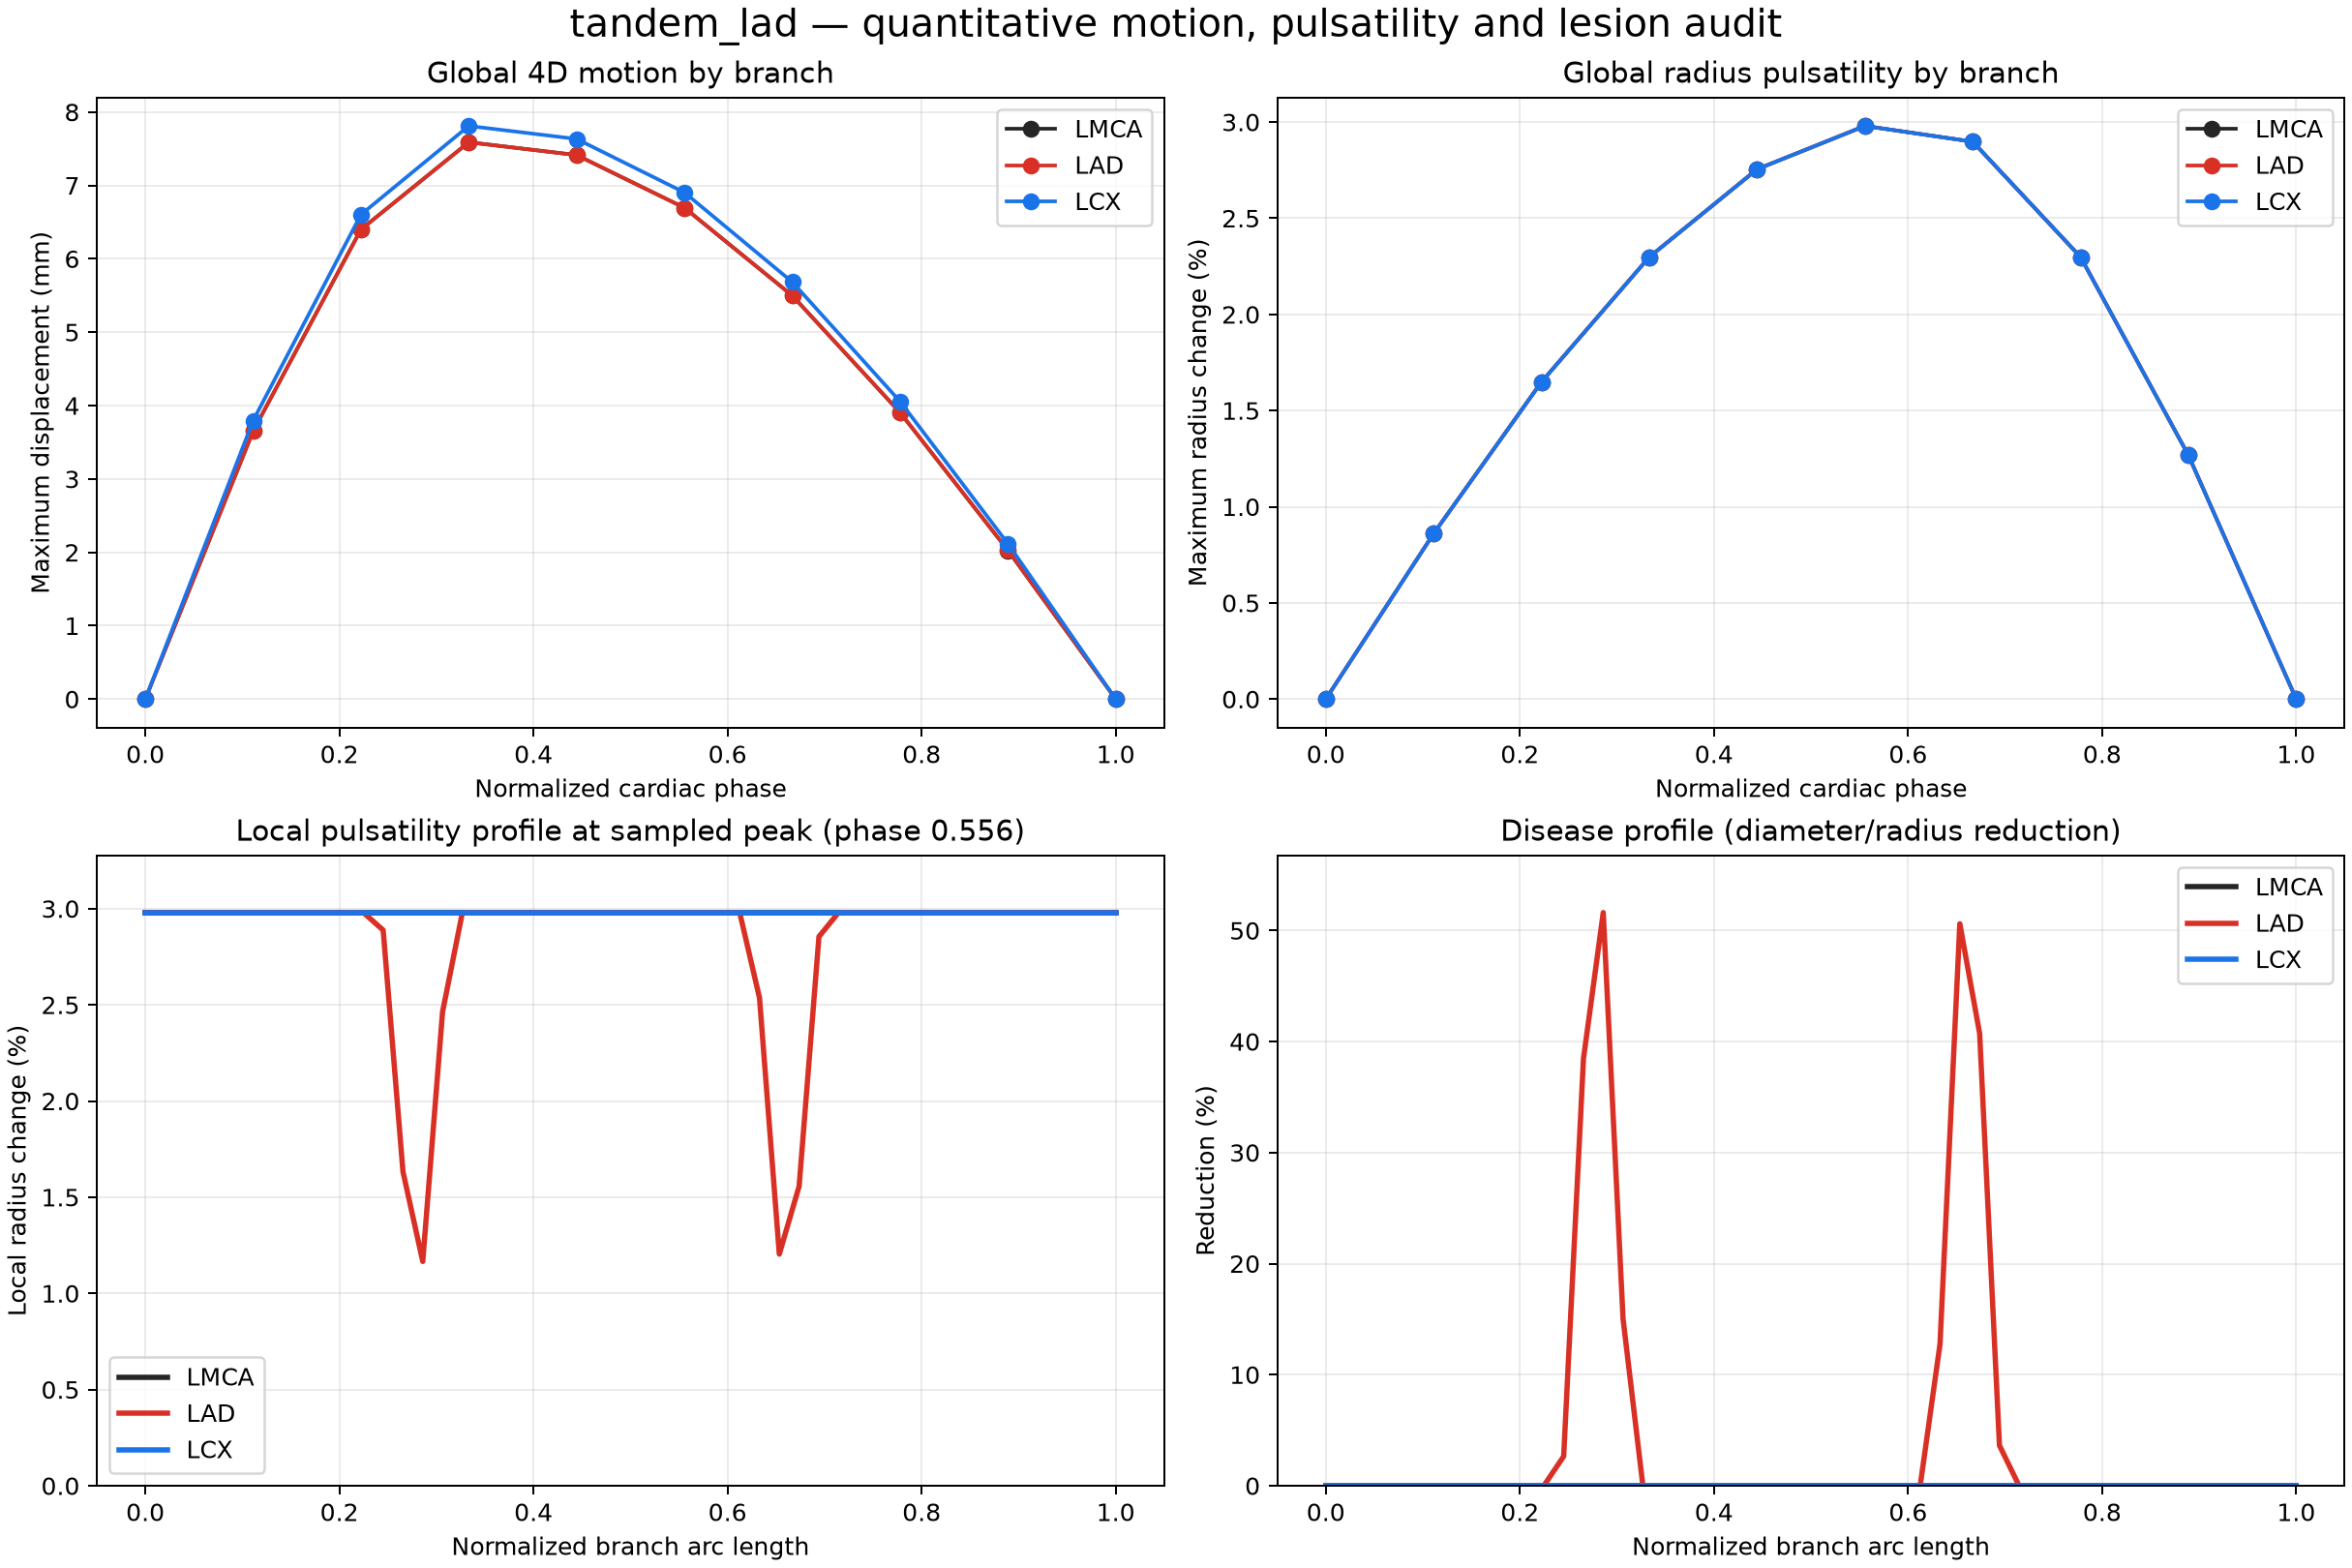 tandem_lad — quantitative motion, pulsatility and lesion audit
Global 4D motion by branch
Maximum displacement (mm)
8
7
6
5
4
3
2
1
0
0.0 0.2 0.4 0.6 0.8 1.0
Normalized cardiac phase
LMCA
LAD
LCX
Global radius pulsatility by branch
Maximum radius change (%)
3.0
2.5
2.0
1.5
1.0
0.5
0.0
0.0 0.2 0.4 0.6 0.8 1.0
Normalized cardiac phase
LMCA
LAD
LCX
Local pulsatility profile at sampled peak (phase 0.556)
Local radius change (%)
3.0
2.5
2.0
1.5
1.0
0.5
0.0
0.0 0.2 0.4 0.6 0.8 1.0
Normalized branch arc length
LMCA
LAD
LCX
Disease profile (diameter/radius reduction)
Reduction (%)
50
40
30
20
10
0
0.0 0.2 0.4 0.6 0.8 1.0
Normalized branch arc length
LMCA
LAD
LCX